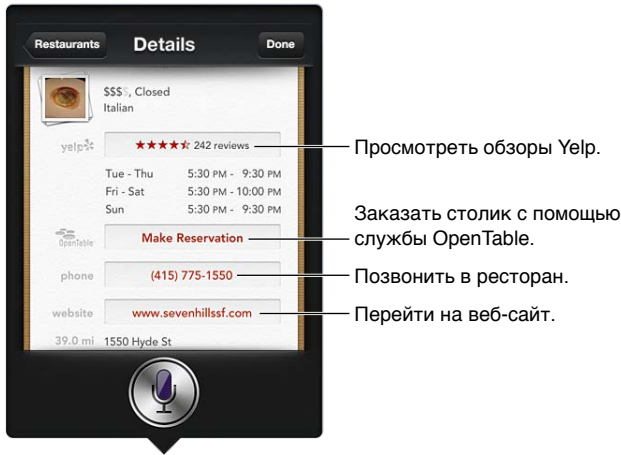 Restaurants Details Done
$$$$, Closed
Italian
yelp 242 reviews
Просмотреть обзоры Yelp.
Tue - Thu 5:30 PM - 9:30 PM
Fri - Sat 5:30 PM - 10:00 PM
Sun 5:30 PM - 9:30 PM
OpenTable Make Reservation
Заказать столик с помощью
службы OpenTable.
phone (415) 775-1550
Позвонить в ресторан.
website www.sevenhillssf.com
Перейти на веб-сайт.
39.0 mi 1550 Hyde St